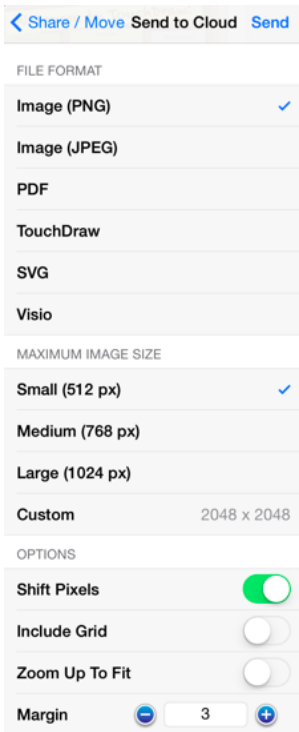 Share / Move Send to Cloud Send
FILE FORMAT
Image (PNG)
Image (JPEG)
PDF
TouchDraw
SVG
Visio
MAXIMUM IMAGE SIZE
Small (512 px)
Medium (768 px)
Large (1024 px)
Custom 2048 x 2048
OPTIONS
Shift Pixels
Include Grid
Zoom Up To Fit
Margin 3